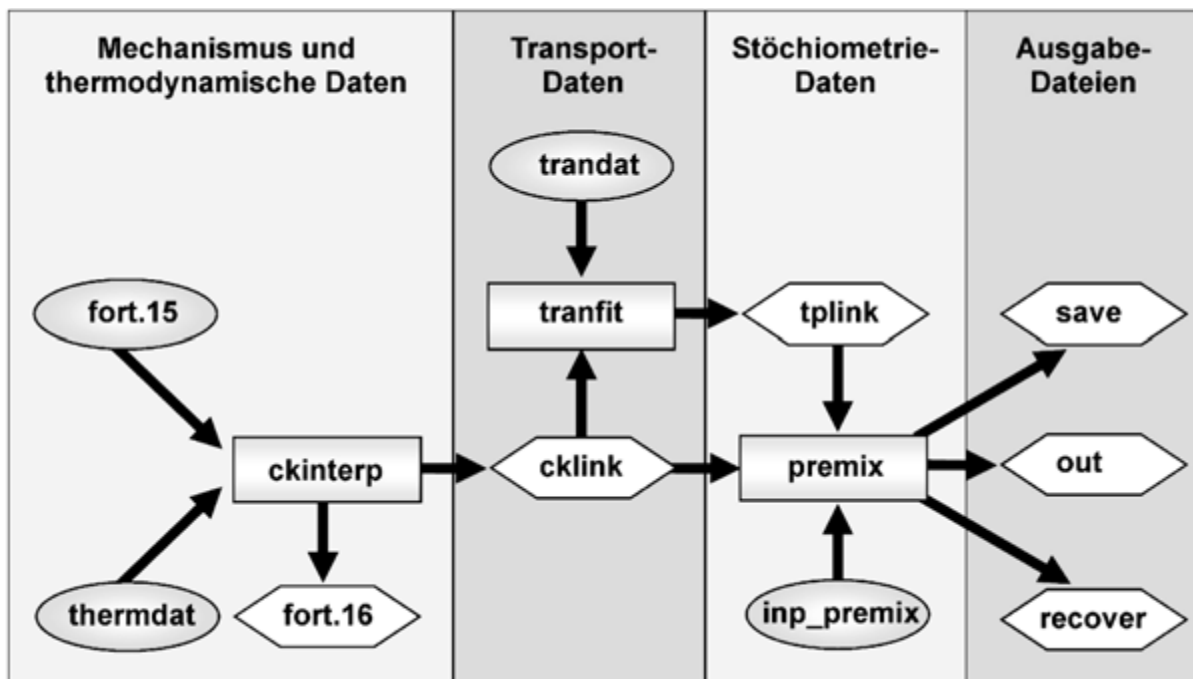 Mechanismus und
thermodynamische Daten
Transport-
Daten
Stöchiometrie-
Daten
Ausgabe-
Dateien
trandat
fort.15
tranfit
tplink
save
ckinterp
cklink
premix
out
thermdat
fort.16
inp_premix
recover